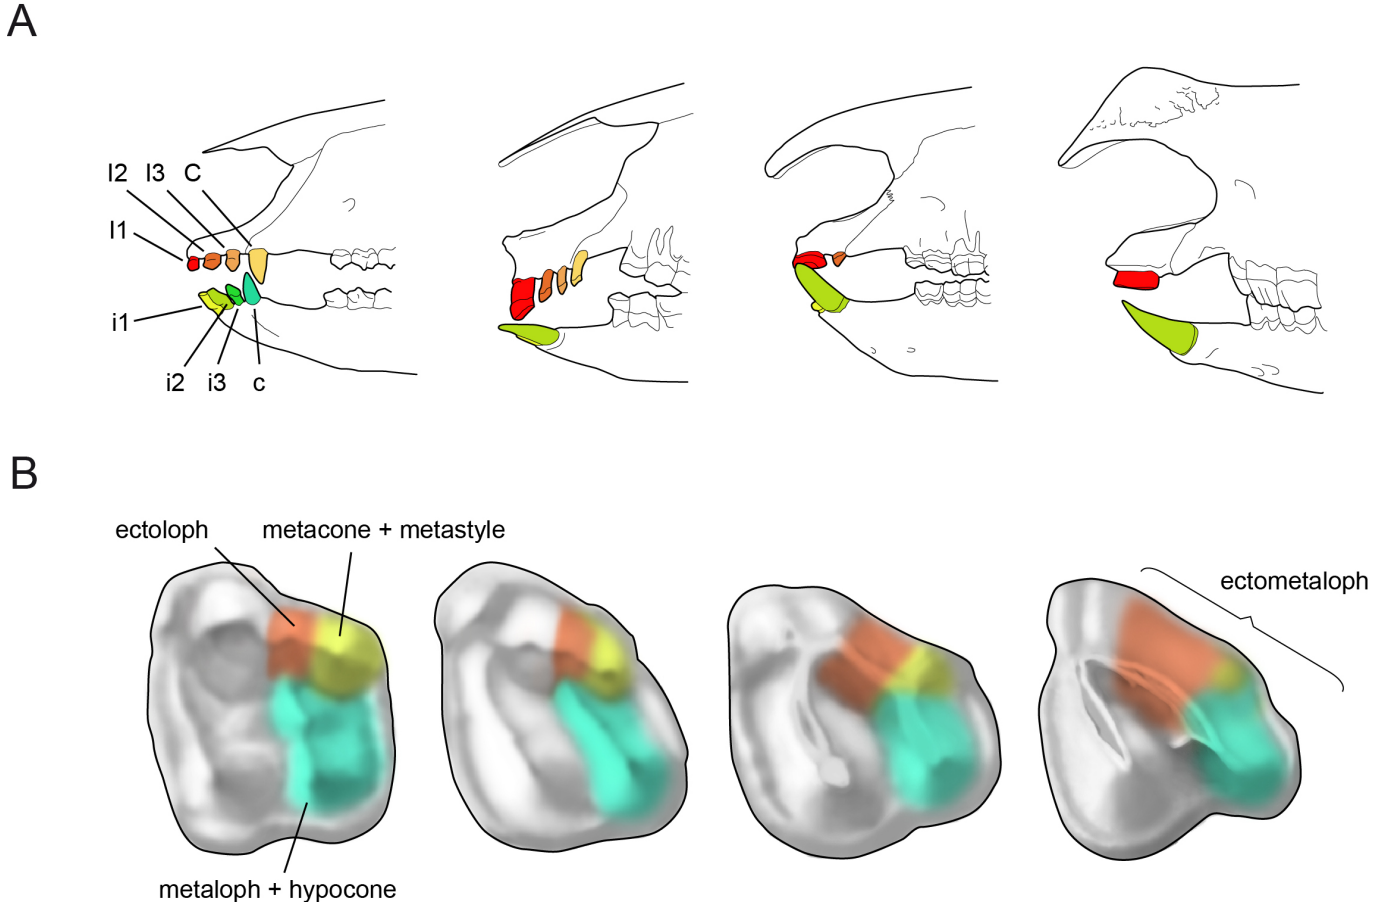 A
I2 I3 C
I1
i1
i2 i3 c
B
ectoloph metacone + metastyle
ectometaloph
metaloph + hypocone